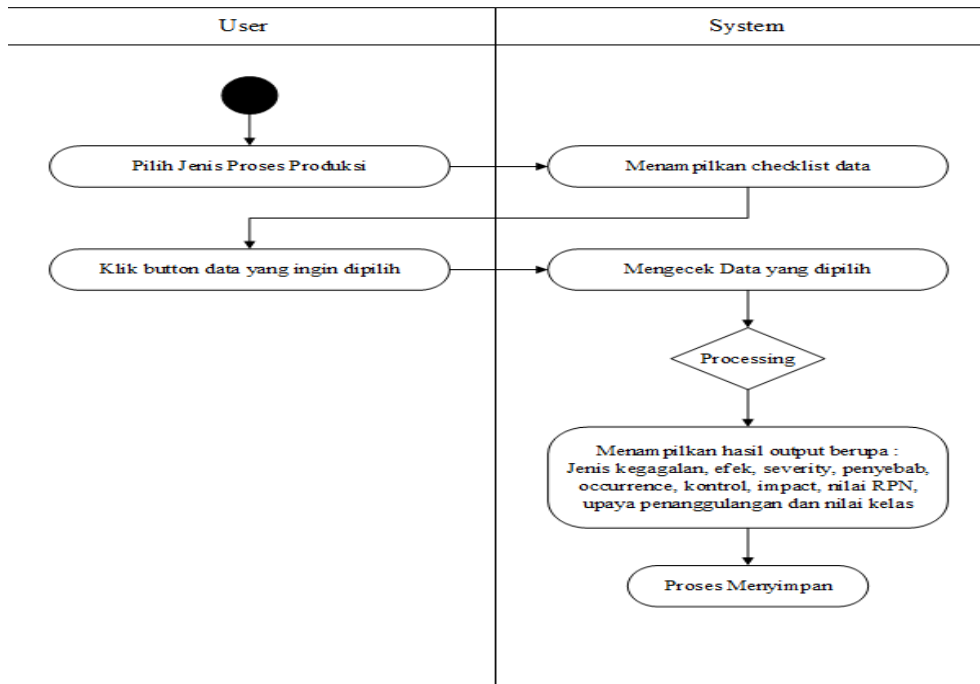 User
System
Pilih Jenis Proses Produksi
Menampilkan checklist data
Klik button data yang ingin dipilih
Mengecek Data yang dipilih
Processing
Menampilkan hasil output berupa :
Jenis kegagalan, efek, severity, penyebab,
occurrence, kontrol, impact, nilai RPN,
upaya penanggulangan dan nilai kelas
Proses Menyimpan